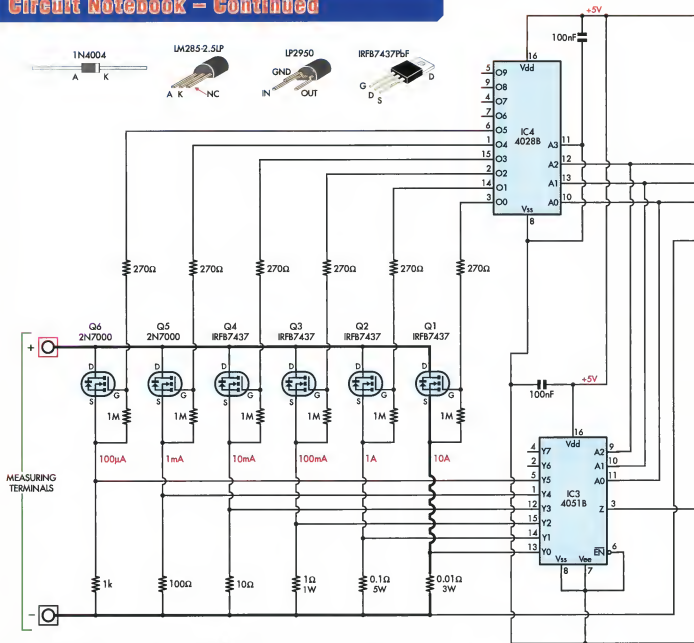 Circuit Notebook – Continued
1N4004
A K
LM285-2.5LP
A K NC
LP2950
GND
IN OUT
IRFB7437PbF
G D S
D
+5V
100nF
16
Vdd
5 O9
9 O8
4 O7
7 O6
6 O5
1 O4
15 O3
2 O2
14 O1
3 O0
IC4
4028B
A3 11
A2 12
A1 13
A0 10
Vss
8
270Ω 270Ω 270Ω 270Ω 270Ω 270Ω
Q6 Q5 Q4 Q3 Q2 Q1
2N7000 2N7000 IRFB7437 IRFB7437 IRFB7437 IRFB7437
+
D D D D D D
G G G G G G
S S S S S S
1M 1M 1M 1M 1M 1M
100µA 1mA 10mA 100mA 1A 10A
MEASURING
TERMINALS
100nF
+5V
16
Vdd
4 Y7
2 Y6
5 Y5
1 Y4
12 Y3
15 Y2
14 Y1
13 Y0
IC3
4051B
A2 9
A1 10
A0 11
Z 3
EN 6
Vss Vee
8 7
1k 100Ω 10Ω 1Ω 0.1Ω 0.01Ω
1W 5W 3W
–